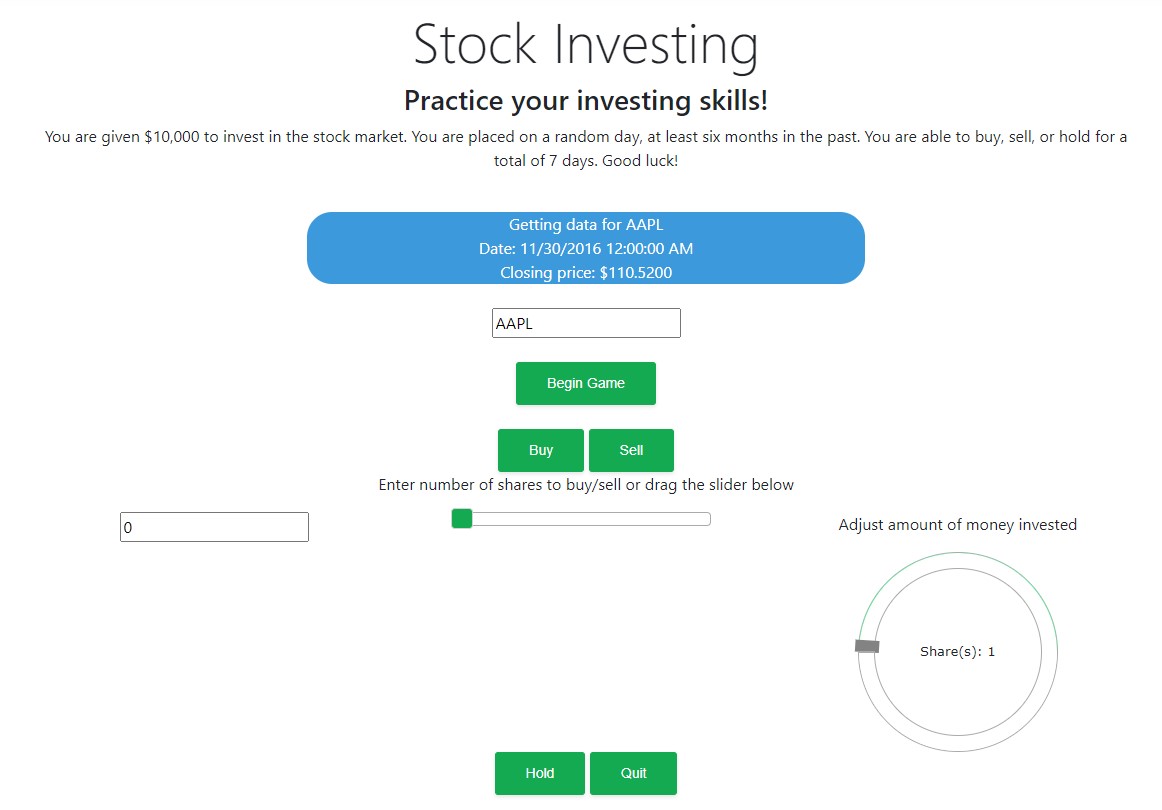 Stock Investing
Practice your investing skills!
You are given $10,000 to invest in the stock market. You are placed on a random day, at least six months in the past. You are able to buy, sell, or hold for a
total of 7 days. Good luck!
Getting data for AAPL
Date: 11/30/2016 12:00:00 AM
Closing price: $110.5200
AAPL
Begin Game
Buy Sell
Enter number of shares to buy/sell or drag the slider below
0
Adjust amount of money invested
Share(s): 1
Hold Quit